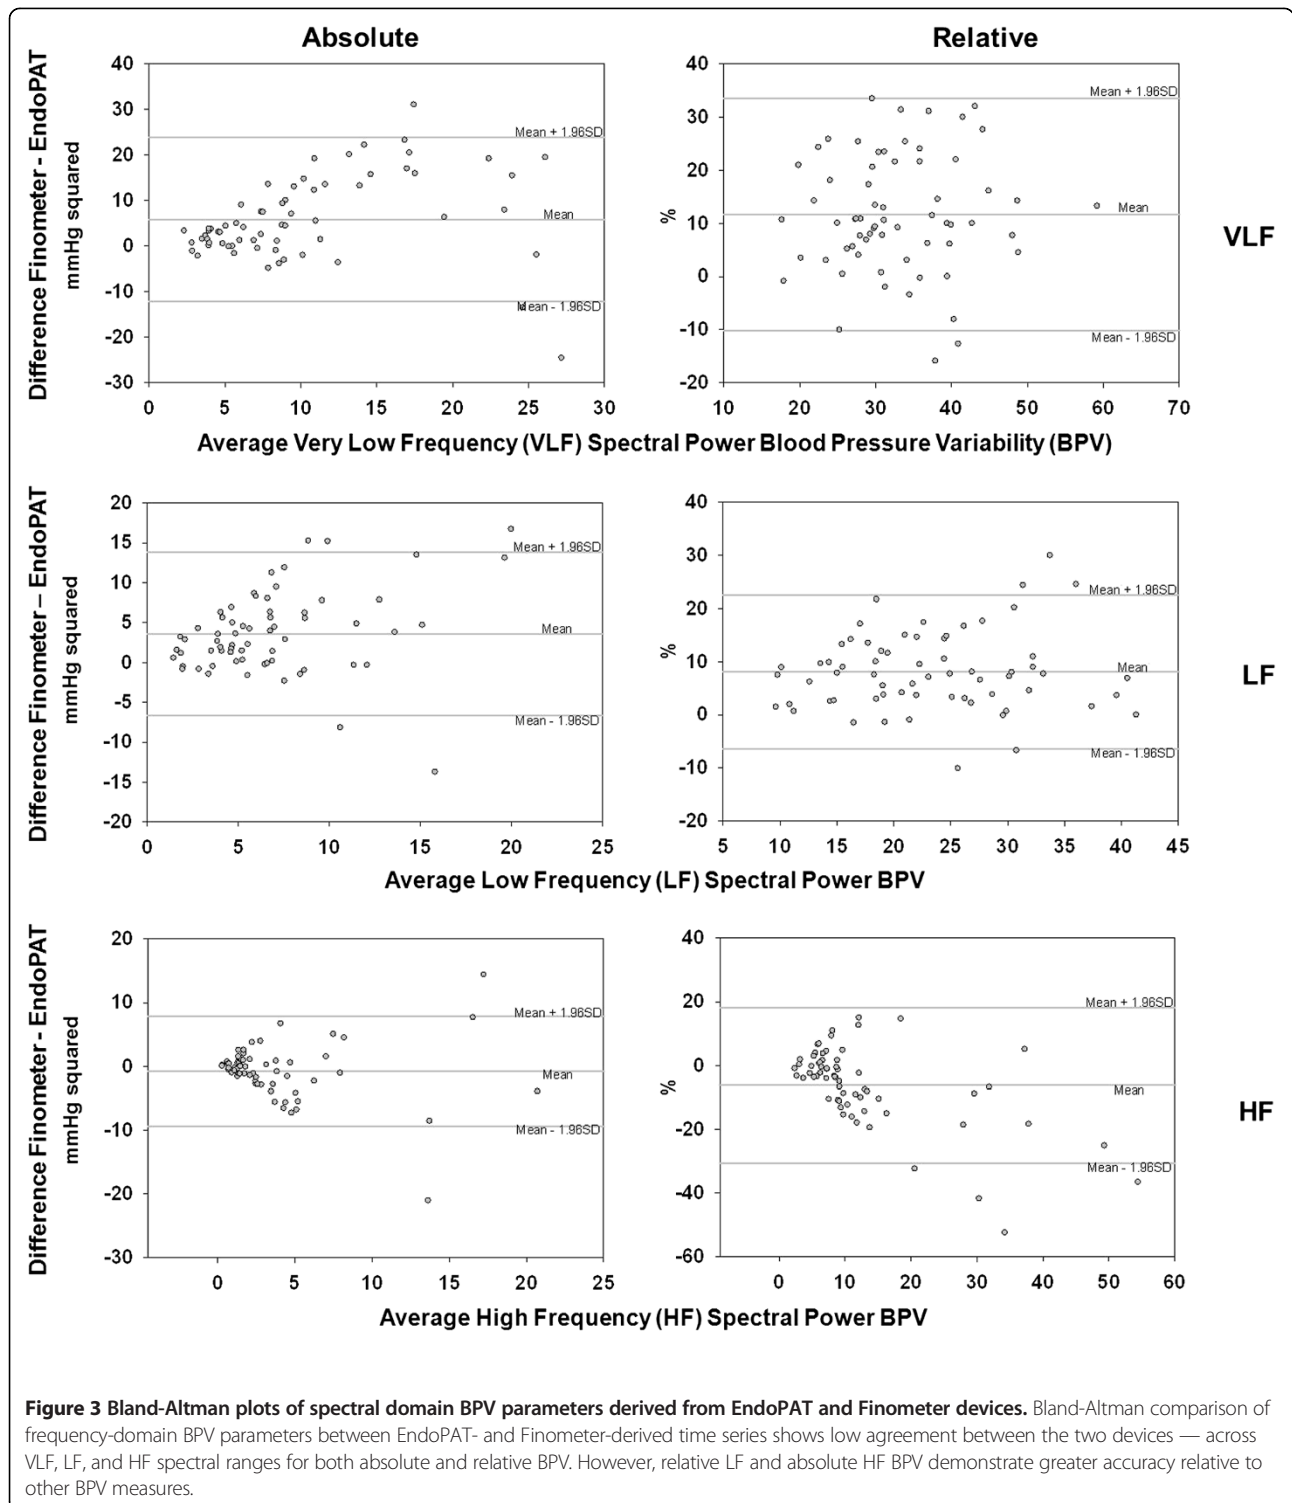 Absolute
Relative
Difference Finometer - EndoPAT
mmHg squared
40
30
20
10
0
-10
-20
-30
Mean + 1.96SD
Mean
Mean - 1.96SD
0 5 10 15 20 25 30
%
40
30
20
10
0
-10
-20
Mean + 1.96SD
Mean
Mean - 1.96SD
10 20 30 40 50 60 70
VLF
Average Very Low Frequency (VLF) Spectral Power Blood Pressure Variability (BPV)
Difference Finometer – EndoPAT
mmHg squared
20
15
10
5
0
-5
-10
-15
-20
Mean + 1.96SD
Mean
Mean - 1.96SD
0 5 10 15 20 25
%
40
30
20
10
0
-10
-20
Mean + 1.96SD
Mean
Mean - 1.96SD
5 10 15 20 25 30 35 40 45
LF
Average Low Frequency (LF) Spectral Power BPV
Difference Finometer - EndoPAT
mmHg squared
20
10
0
-10
-20
-30
Mean + 1.96SD
Mean
Mean - 1.96SD
0 5 10 15 20 25
%
40
20
0
-20
-40
-60
Mean + 1.96SD
Mean
Mean - 1.96SD
0 10 20 30 40 50 60
HF
Average High Frequency (HF) Spectral Power BPV
Figure 3 Bland-Altman plots of spectral domain BPV parameters derived from EndoPAT and Finometer devices. Bland-Altman comparison of
frequency-domain BPV parameters between EndoPAT- and Finometer-derived time series shows low agreement between the two devices — across
VLF, LF, and HF spectral ranges for both absolute and relative BPV. However, relative LF and absolute HF BPV demonstrate greater accuracy relative to
other BPV measures.